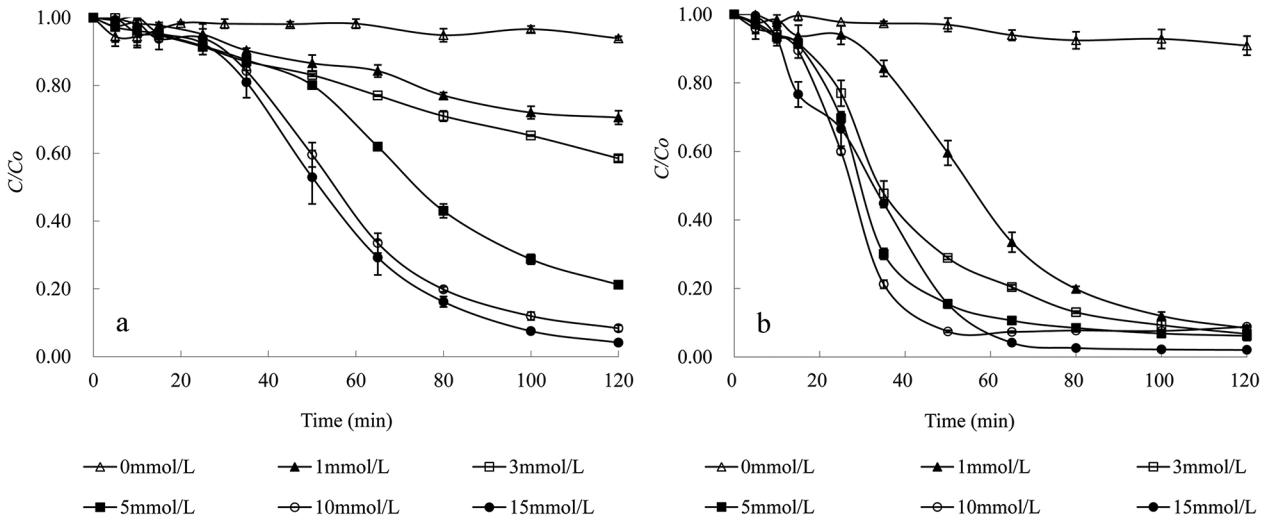 1.00
0.80
0.60
0.40
0.20
0.00
C/Co
a
0 20 40 60 80 100 120
Time (min)
0mmol/L 1mmol/L 3mmol/L
5mmol/L 10mmol/L 15mmol/L
1.00
0.80
0.60
0.40
0.20
0.00
C/Co
b
0 20 40 60 80 100 120
Time (min)
0mmol/L 1mmol/L 3mmol/L
5mmol/L 10mmol/L 15mmol/L